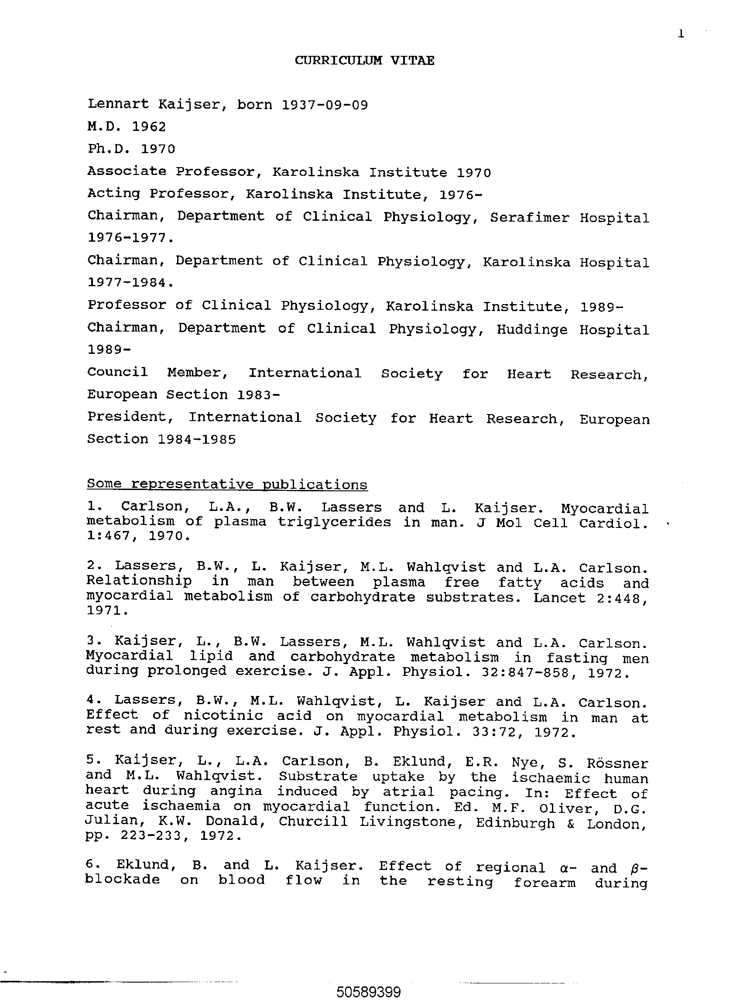 1
CURRICULUM VITAE
Lennart Kaijser, born 1937-09-09
M.D. 1962
Ph.D. 1970
Associate Professor, Karolinska Institute 1970
Acting Professor, Karolinska Institute, 1976-
Chairman, Department of Clinical Physiology, Serafimer Hospital
1976-1977.
Chairman, Department of Clinical Physiology, Karolinska Hospital
1977-1984.
Professor of Clinical Physiology, Karolinska Institute, 1989-
Chairman, Department of Clinical Physiology, Huddinge Hospital
1989-
Council Member, International Society for Heart Research,
European Section 1983-
President, International Society for Heart Research, European
Section 1984-1985
Some representative publications
1. Carlson, L.A., B.W. Lassers and L. Kaijser. Myocardial
metabolism of plasma triglycerides in man. J Mol Cell Cardiol.
1:467, 1970.
2. Lassers, B.W., L. Kaijser, M.L. Wahlqvist and L.A. Carlson.
Relationship in man between plasma free fatty acids and
myocardial metabolism of carbohydrate substrates. Lancet 2:448,
1971.
3. Kaijser, L., B.W. Lassers, M.L. Wahlqvist and L.A. Carlson.
Myocardial lipid and carbohydrate metabolism in fasting men
during prolonged exercise. J. Appl. Physiol. 32:847-858, 1972.
4. Lassers, B.W., M.L. Wahlqvist, L. Kaijser and L.A. Carlson.
Effect of nicotinic acid on myocardial metabolism in man at
rest and during exercise. J. Appl. Physiol. 33:72, 1972.
5. Kaijser, L., L.A. Carlson, B. Eklund, E.R. Nye, S. Rössner
and M.L. Wahlqvist. Substrate uptake by the ischaemic human
heart during angina induced by atrial pacing. In: Effect of
acute ischaemia on myocardial function. Ed. M.F. Oliver, D.G.
Julian, K.W. Donald, Churcill Livingstone, Edinburgh & London,
pp. 223-233, 1972.
6. Eklund, B. and L. Kaijser. Effect of regional α- and β-
blockade on blood flow in the resting forearm during
50589399